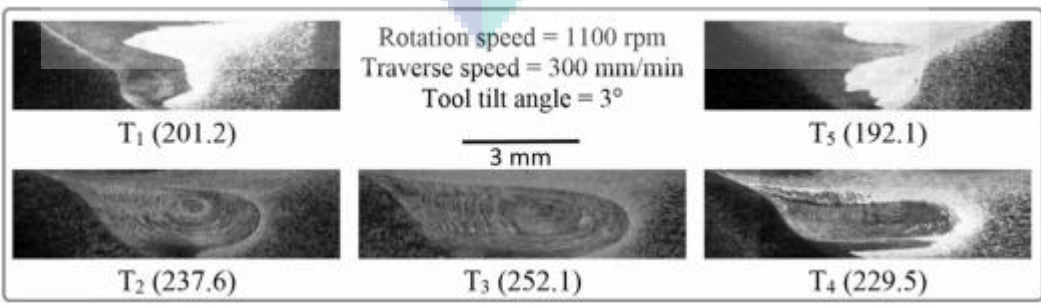 Rotation speed = 1100 rpm
Traverse speed = 300 mm/min
Tool tilt angle = 3°
T₁ (201.2)
T₅ (192.1)
3 mm
T₂ (237.6)
T₃ (252.1)
T₄ (229.5)